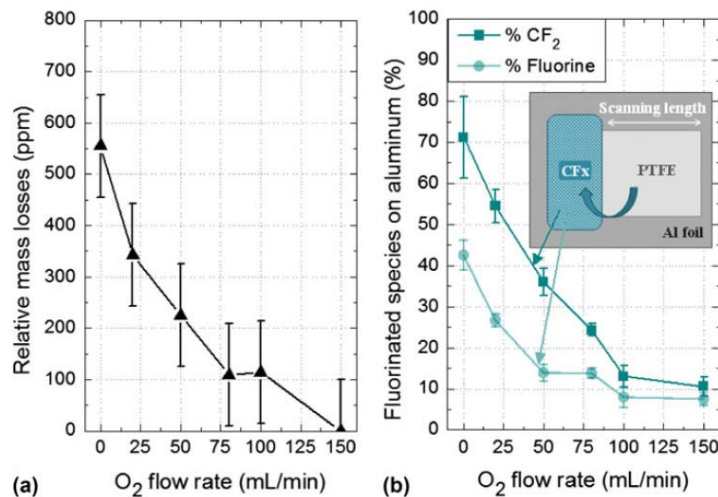 800
700
600
500
400
300
200
100
0
Relative mass losses (ppm)
0 25 50 75 100 125 150
(a) O₂ flow rate (mL/min)
100
90
80
70
60
50
40
30
20
10
0
Fluorinated species on aluminum (%)
% CF₂
% Fluorine
Scanning length
CFx
PTFE
Al foil
0 25 50 75 100 125 150
(b) O₂ flow rate (mL/min)